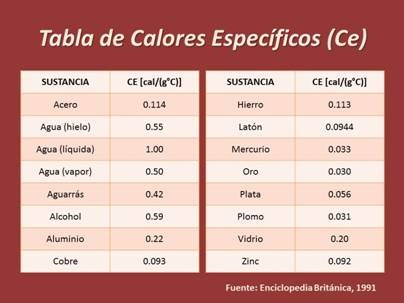 Tabla de Calores Específicos (Ce)
SUSTANCIA CE [cal/(g°C)] SUSTANCIA CE [cal/(g°C)]
Acero 0.114 Hierro 0.113
Agua (hielo) 0.55 Latón 0.0944
Agua (líquida) 1.00 Mercurio 0.033
Agua (vapor) 0.50 Oro 0.030
Aguarrás 0.42 Plata 0.056
Alcohol 0.59 Plomo 0.031
Aluminio 0.22 Vidrio 0.20
Cobre 0.093 Zinc 0.092
Fuente: Enciclopedia Británica, 1991